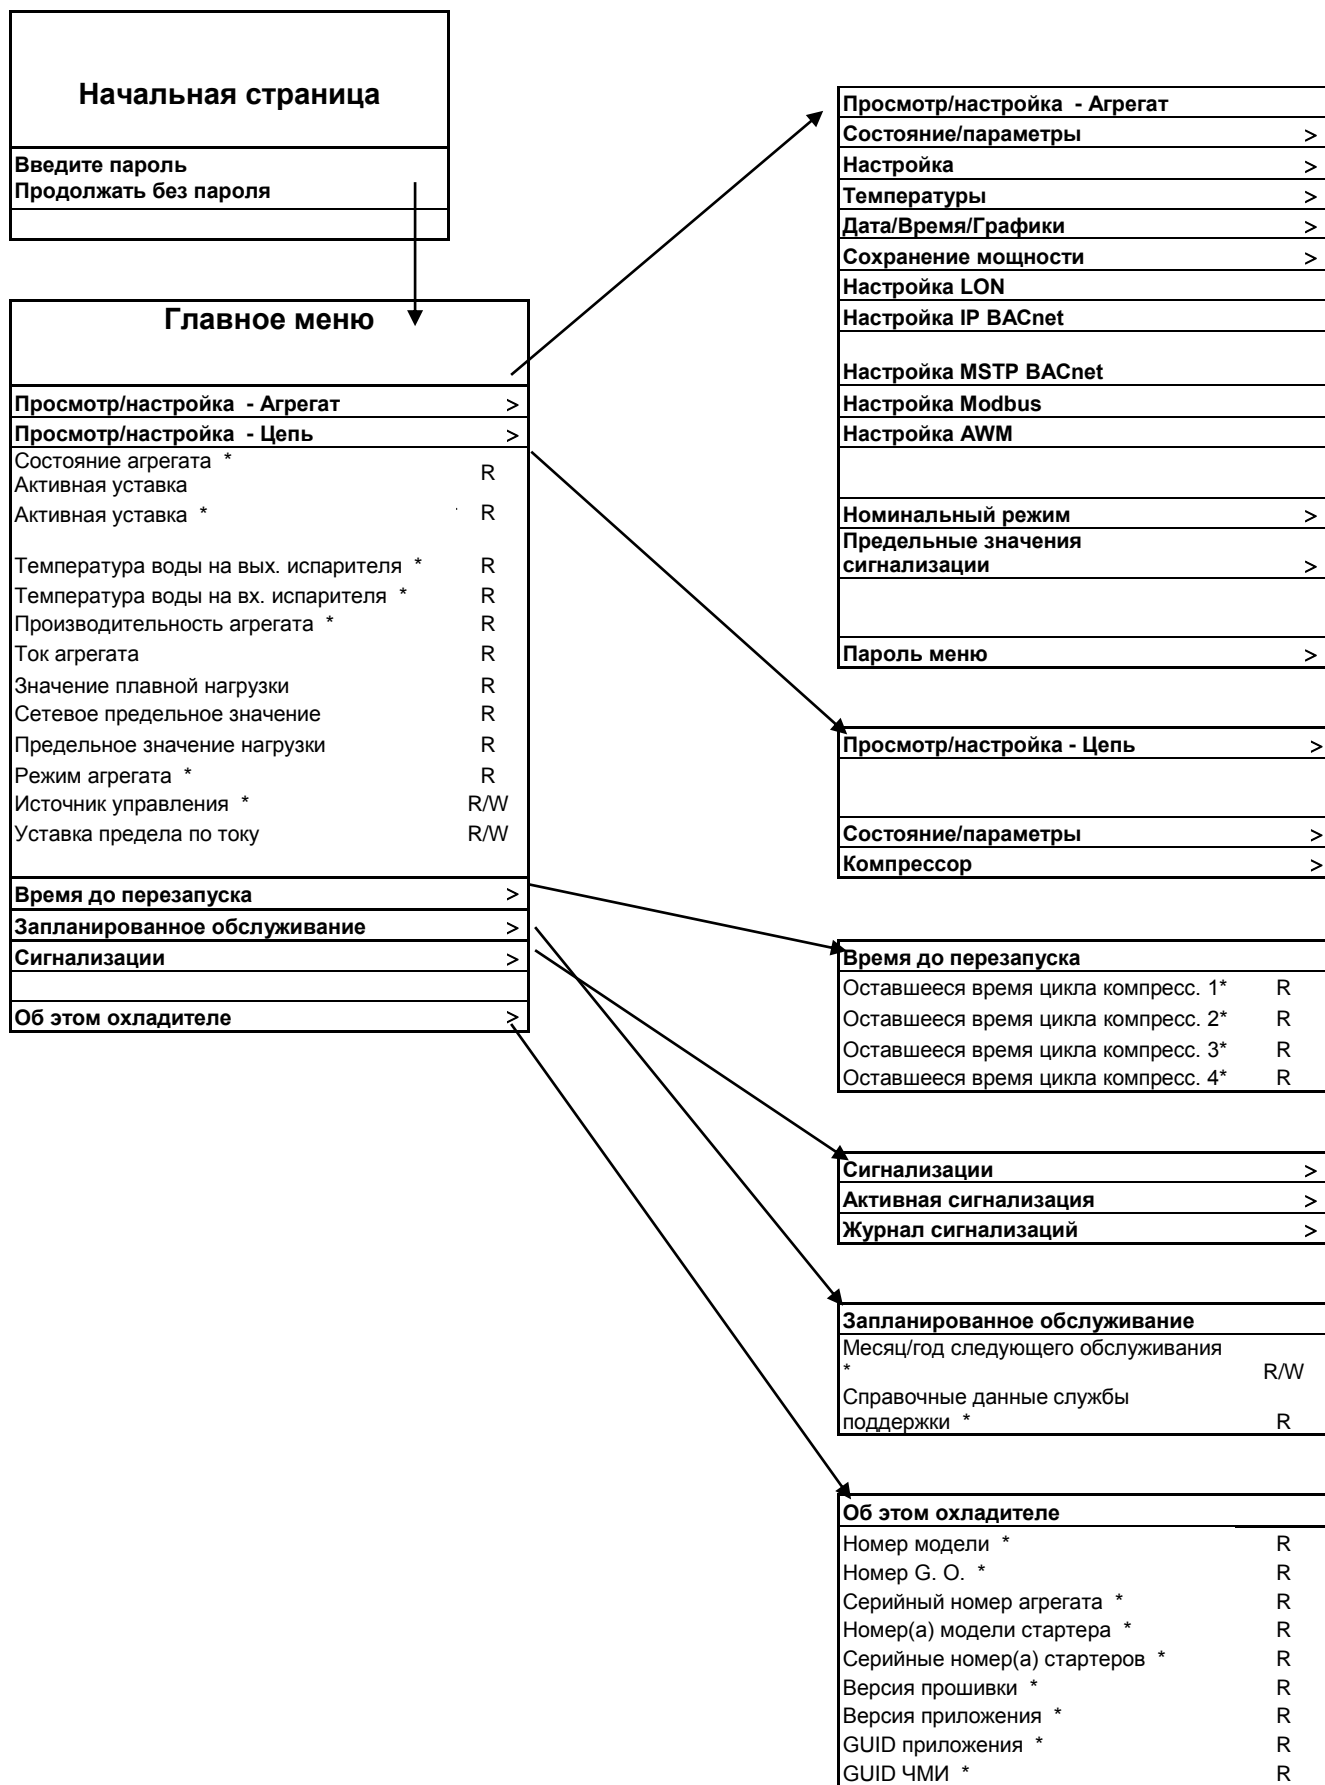 Начальная страница
Введите пароль
Продолжать без пароля
Главное меню
Просмотр/настройка - Агрегат >
Просмотр/настройка - Цепь >
Состояние агрегата *
Активная уставка R
Активная уставка * R
Температура воды на вых. испарителя * R
Температура воды на вх. испарителя * R
Производительность агрегата * R
Ток агрегата R
Значение плавной нагрузки R
Сетевое предельное значение R
Предельное значение нагрузки R
Режим агрегата * R
Источник управления * R/W
Уставка предела по току R/W
Время до перезапуска >
Запланированное обслуживание >
Сигнализации >
Об этом охладителе >
Просмотр/настройка - Агрегат
Состояние/параметры >
Настройка >
Температуры >
Дата/Время/Графики >
Сохранение мощности >
Настройка LON
Настройка IP BACnet
Настройка MSTP BACnet
Настройка Modbus
Настройка AWM
Номинальный режим >
Предельные значения
сигнализации >
Пароль меню >
Просмотр/настройка - Цепь >
Состояние/параметры >
Компрессор >
Время до перезапуска
Оставшееся время цикла компресс. 1* R
Оставшееся время цикла компресс. 2* R
Оставшееся время цикла компресс. 3* R
Оставшееся время цикла компресс. 4* R
Сигнализации >
Активная сигнализация >
Журнал сигнализаций >
Запланированное обслуживание
Месяц/год следующего обслуживания
* R/W
Справочные данные службы
поддержки * R
Об этом охладителе
Номер модели * R
Номер G. O. * R
Серийный номер агрегата * R
Номер(а) модели стартера * R
Серийные номер(а) стартеров * R
Версия прошивки * R
Версия приложения * R
GUID приложения * R
GUID ЧМИ * R